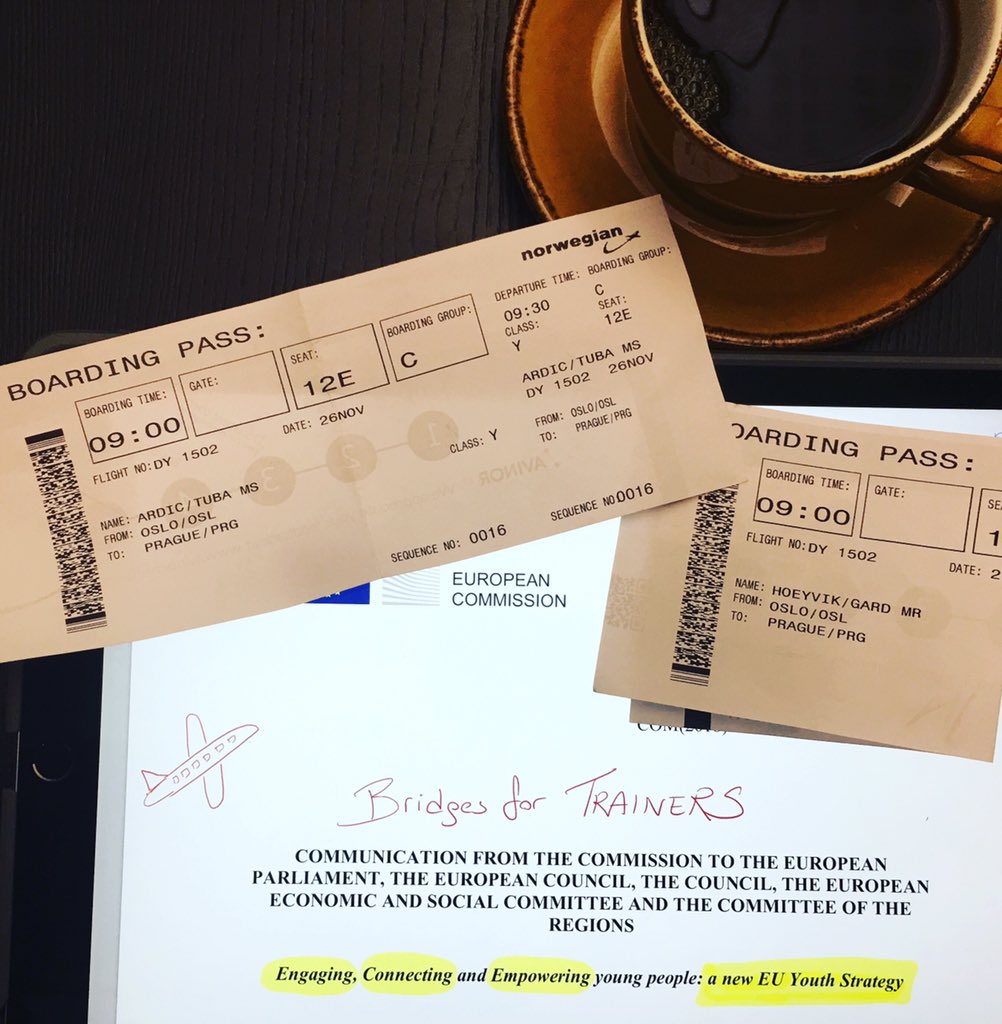 norwegian
BOARDING PASS:
BOARDING TIME:
09:00
GATE:
SEAT:
12E
BOARDING GROUP:
C
FLIGHT NO:DY 1502
DATE: 26NOV
CLASS: Y
NAME: ARDIC/TUBA MS
FROM: OSLO/OSL
TO: PRAGUE/PRG
SEQUENCE NO: 0016
DEPARTURE TIME:
09:30
BOARDING GROUP:
C
CLASS:
Y
SEAT:
12E
ARDIC/TUBA MS
DY 1502 26NOV
FROM: OSLO/OSL
TO: PRAGUE/PRG
SEQUENCE NO:0016
OARDING PASS:
BOARDING TIME:
09:00
GATE:
SEA
1
FLIGHT NO:DY 1502
DATE: 2
NAME: HOEYVIK/GARD MR
FROM: OSLO/OSL
TO: PRAGUE/PRG
EUROPEAN
COMMISSION
Bridges for TRAINERS
COMMUNICATION FROM THE COMMISSION TO THE EUROPEAN
PARLIAMENT, THE EUROPEAN COUNCIL, THE COUNCIL, THE EUROPEAN
ECONOMIC AND SOCIAL COMMITTEE AND THE COMMITTEE OF THE
REGIONS
Engaging, Connecting and Empowering young people: a new EU Youth Strategy